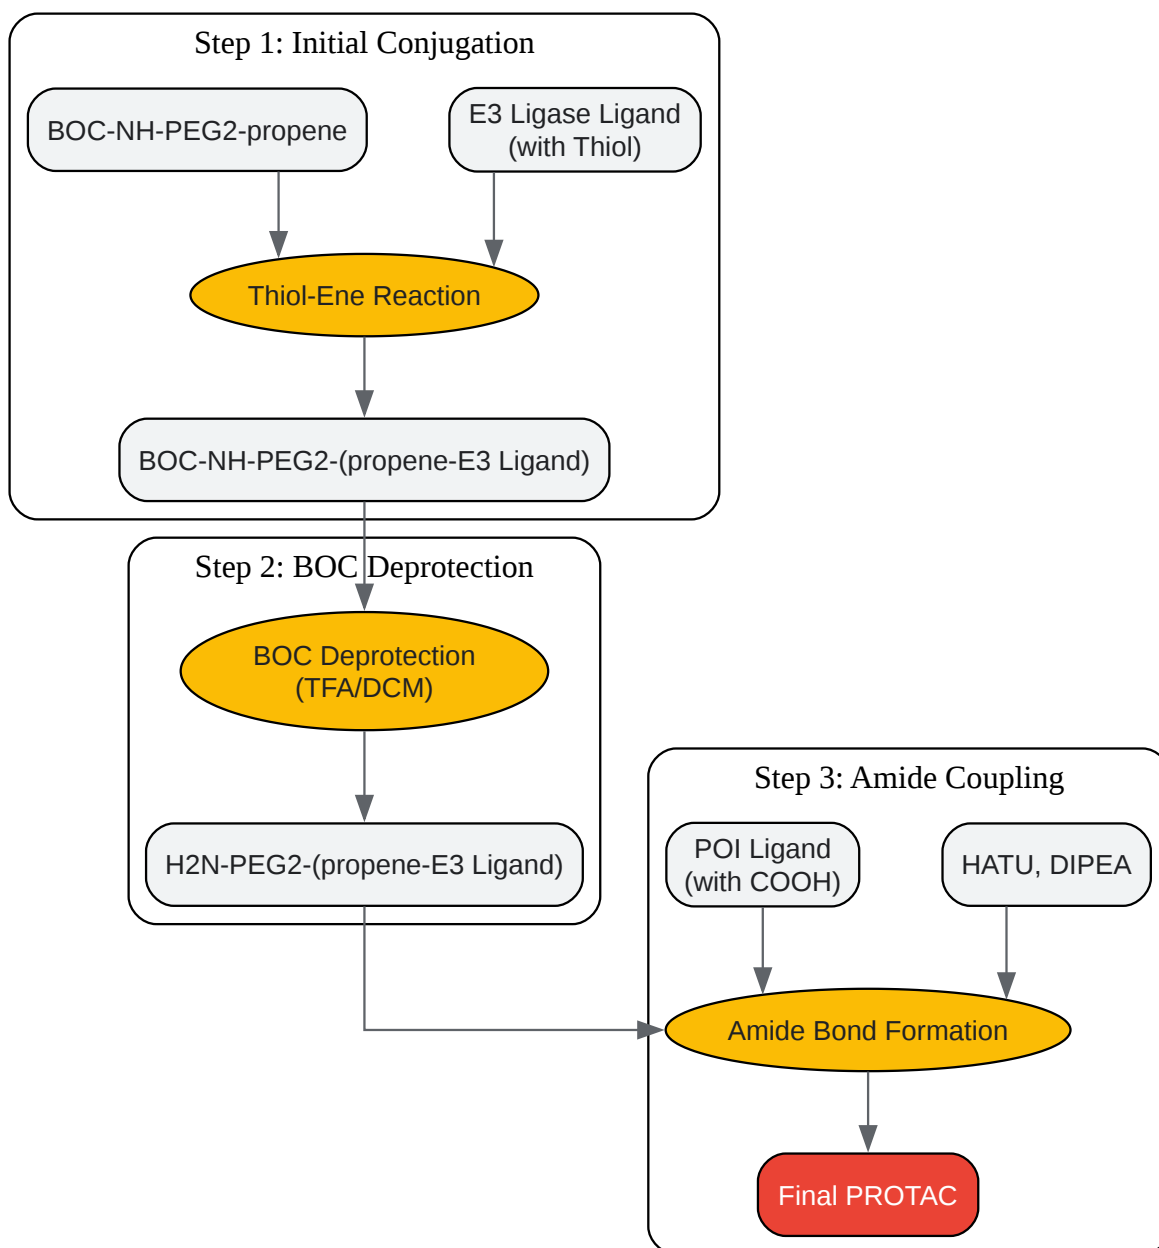 Step 1: Initial Conjugation
BOC-NH-PEG2-propene
E3 Ligase Ligand
(with Thiol)
Thiol-Ene Reaction
BOC-NH-PEG2-(propene-E3 Ligand)
Step 2: BOC Deprotection
BOC Deprotection
(TFA/DCM)
H2N-PEG2-(propene-E3 Ligand)
Step 3: Amide Coupling
POI Ligand
(with COOH)
HATU, DIPEA
Amide Bond Formation
Final PROTAC